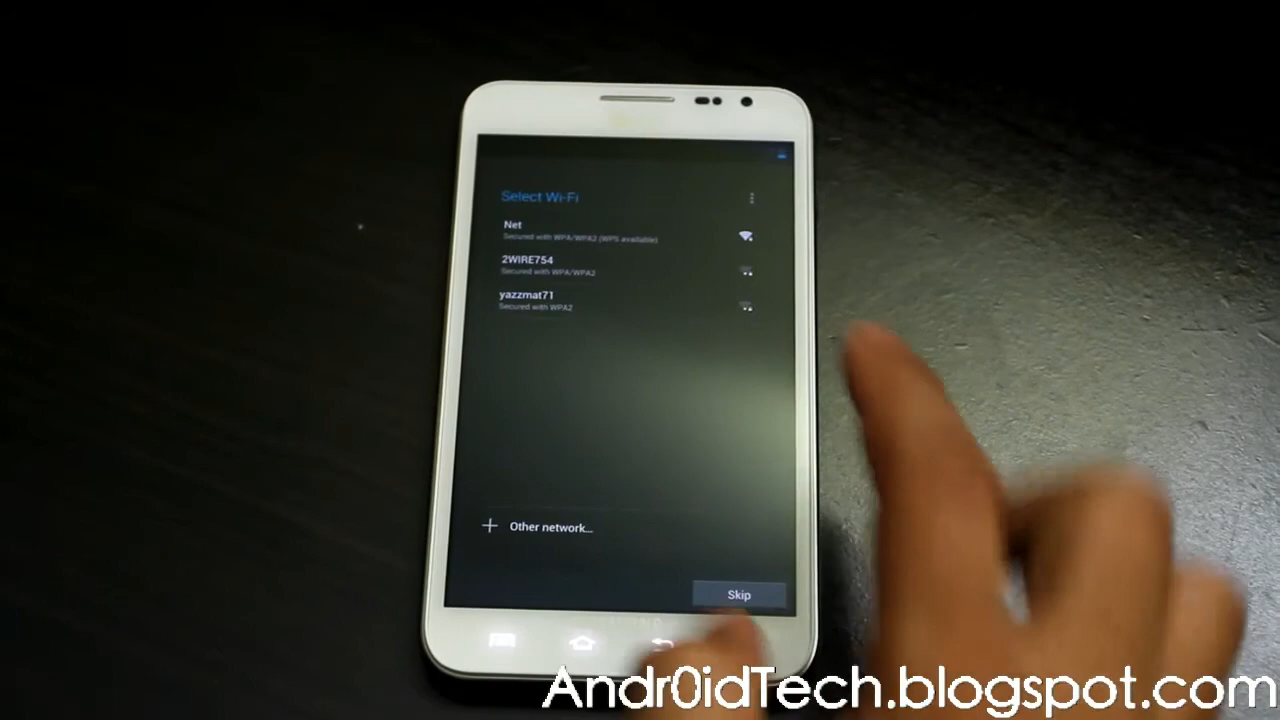 Select Wi-Fi
Net
Secured with WPA/WPA2 (WPS available)
2WIRE754
Secured with WPA/WPA2
yazzmat71
Secured with WPA2
Other network...
Skip
Andr0idTech.blogspot.com